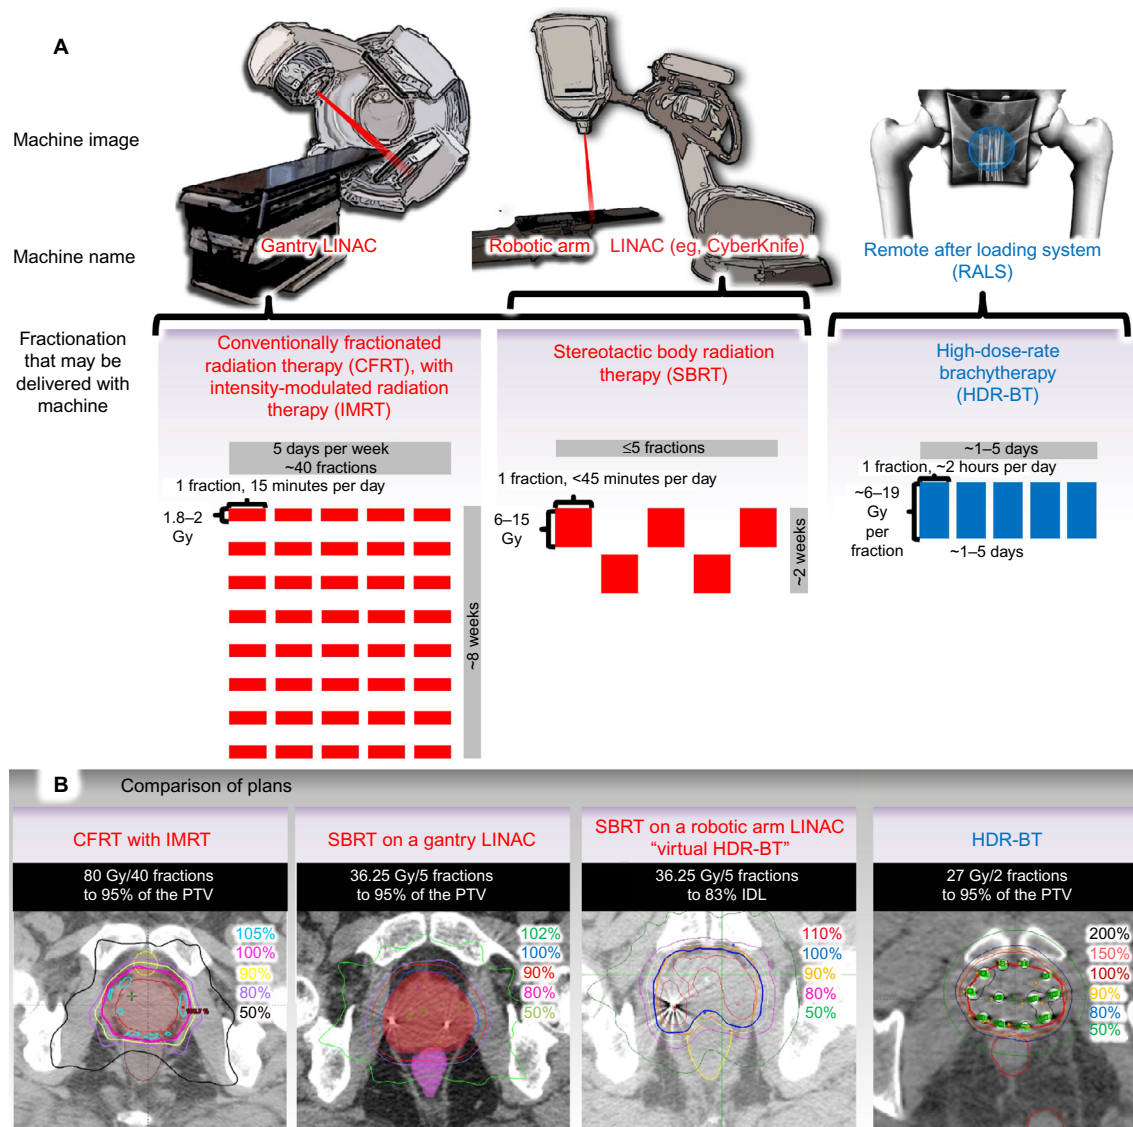 A
Machine image
Machine name
Gantry LINAC
Robotic arm LINAC (eg, CyberKnife)
Remote after loading system
(RALS)
Fractionation
that may be
delivered with
machine
Conventionally fractionated
radiation therapy (CFRT), with
intensity-modulated radiation
therapy (IMRT)
5 days per week
~40 fractions
1 fraction, 15 minutes per day
1.8–2
Gy
~8 weeks
Stereotactic body radiation
therapy (SBRT)
≤5 fractions
1 fraction, <45 minutes per day
6–15
Gy
~2 weeks
High-dose-rate
brachytherapy
(HDR-BT)
~1–5 days
1 fraction, ~2 hours per day
~6–19
Gy
per
fraction
~1–5 days
B
Comparison of plans
CFRT with IMRT
80 Gy/40 fractions
to 95% of the PTV
105%
100%
90%
80%
50%
SBRT on a gantry LINAC
36.25 Gy/5 fractions
to 95% of the PTV
102%
100%
90%
80%
50%
SBRT on a robotic arm LINAC
“virtual HDR-BT”
36.25 Gy/5 fractions
to 83% IDL
110%
100%
90%
80%
50%
HDR-BT
27 Gy/2 fractions
to 95% of the PTV
200%
150%
100%
90%
80%
50%